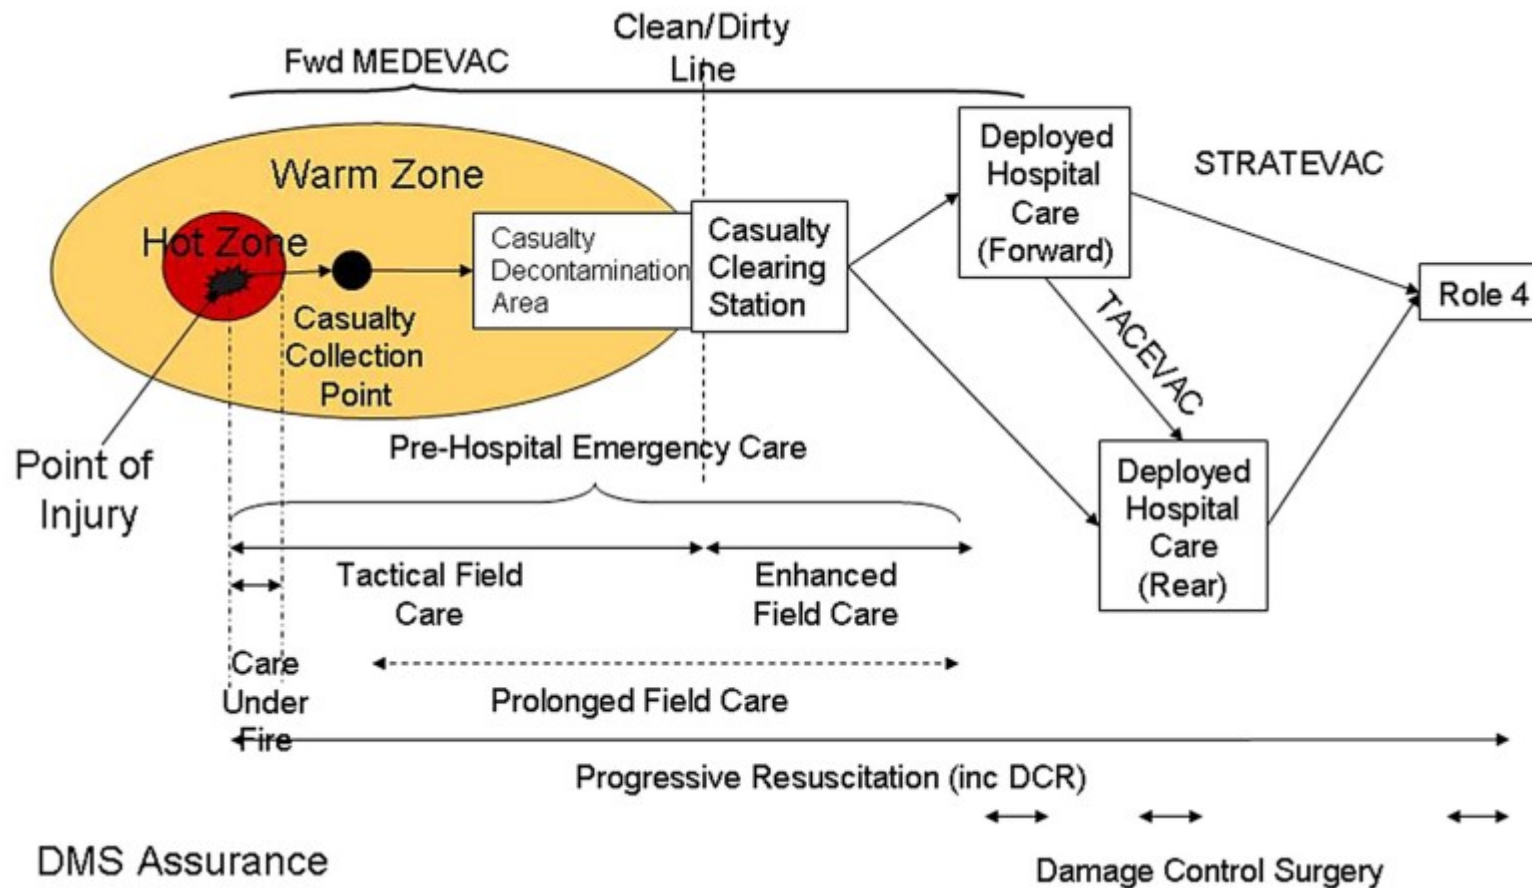 Clean/Dirty
Line
Fwd MEDEVAC
Warm Zone
Hot Zone
Casualty
Collection
Point
Casualty
Decontamination
Area
Casualty
Clearing
Station
Deployed
Hospital
Care
(Forward)
STRATEVAC
TACEVAC
Role 4
Point of
Injury
Pre-Hospital Emergency Care
Deployed
Hospital
Care
(Rear)
Tactical Field
Care
Enhanced
Field Care
Care
Under
Fire
Prolonged Field Care
Progressive Resuscitation (inc DCR)
DMS Assurance
Damage Control Surgery